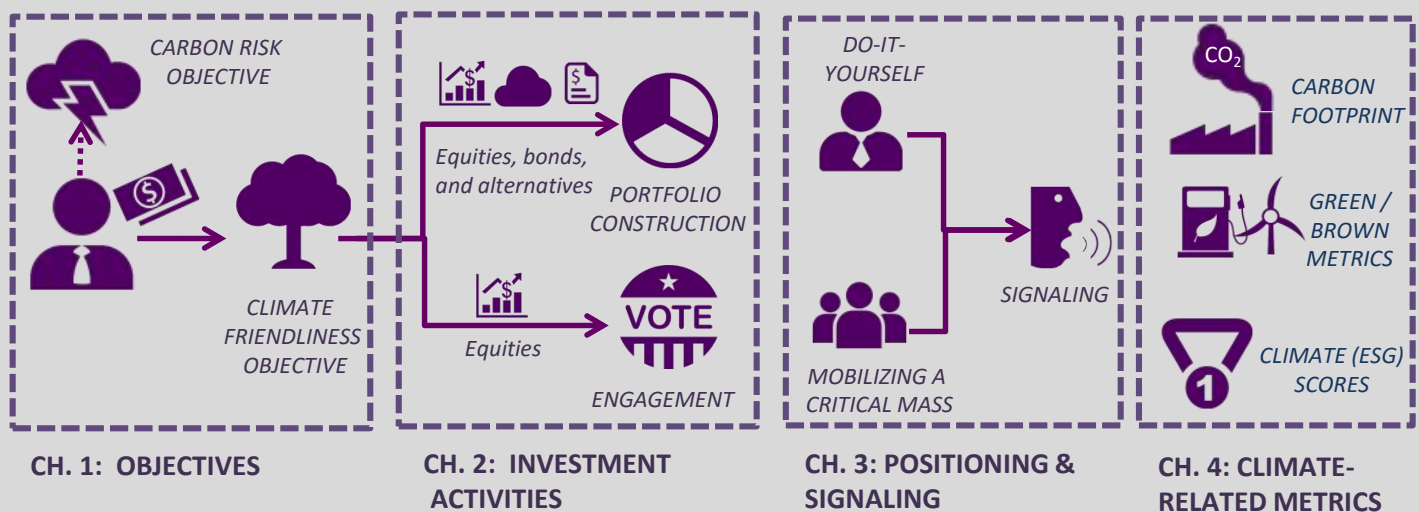 CARBON RISK
OBJECTIVE
$
CLIMATE
FRIENDLINESS
OBJECTIVE
CH. 1: OBJECTIVES
$
$
Equities, bonds,
and alternatives
PORTFOLIO
CONSTRUCTION
$
Equities
VOTE
ENGAGEMENT
CH. 2: INVESTMENT
ACTIVITIES
DO-IT-
YOURSELF
SIGNALING
MOBILIZING A
CRITICAL MASS
CH. 3: POSITIONING &
SIGNALING
CO2
CARBON
FOOTPRINT
GREEN /
BROWN
METRICS
CLIMATE (ESG)
SCORES
1
CH. 4: CLIMATE-
RELATED METRICS